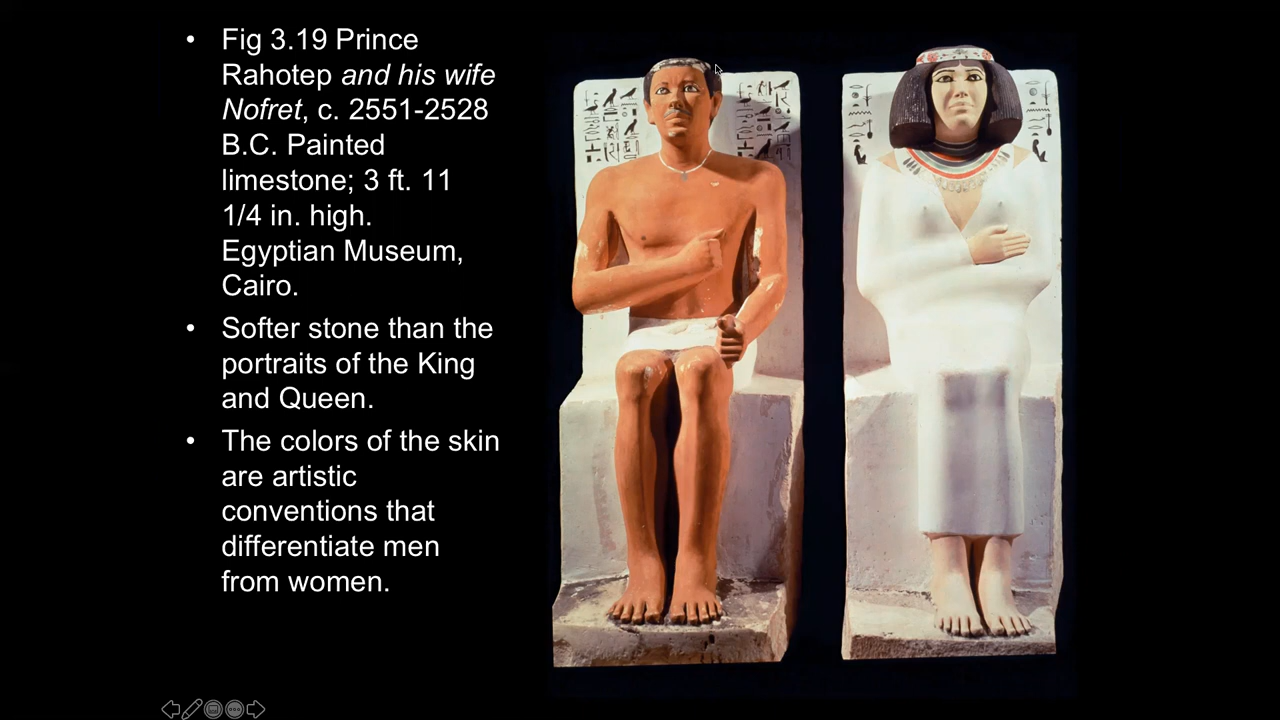 • Fig 3.19 Prince
Rahotep and his wife
Nofret, c. 2551-2528
B.C. Painted
limestone; 3 ft. 11
1/4 in. high.
Egyptian Museum,
Cairo.
• Softer stone than the
portraits of the King
and Queen.
• The colors of the skin
are artistic
conventions that
differentiate men
from women.